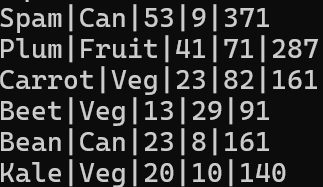 Spam|Can|53|9|371
Plum|Fruit|41|71|287
Carrot|Veg|23|82|161
Beet|Veg|13|29|91
Bean|Can|23|8|161
Kale|Veg|20|10|140